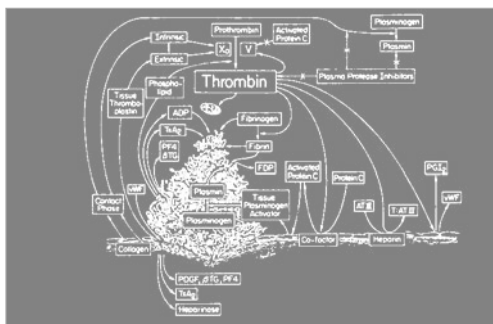 Prothrombin
Activated
Protein C
Plasminogen
Intrinsic
Xa
V
Plasmin
Extrinsic
Thrombin
Plasma Protease Inhibitors
Phospho-
lipid
Tissue
Thrombo-
plastin
ADP
Fibrinogen
TxA2
Fibrin
PF4
βTG
FDP
Activated
Protein C
Protein C
PGI2
vWF
Plasmin
Tissue
Plasminogen
Activator
AT III
T-AT III
vWF
Contact
Phase
Plasminogen
Collagen
Co-factor
Heparin
PDGF, βTG, PF4
TxA2
Heparinase